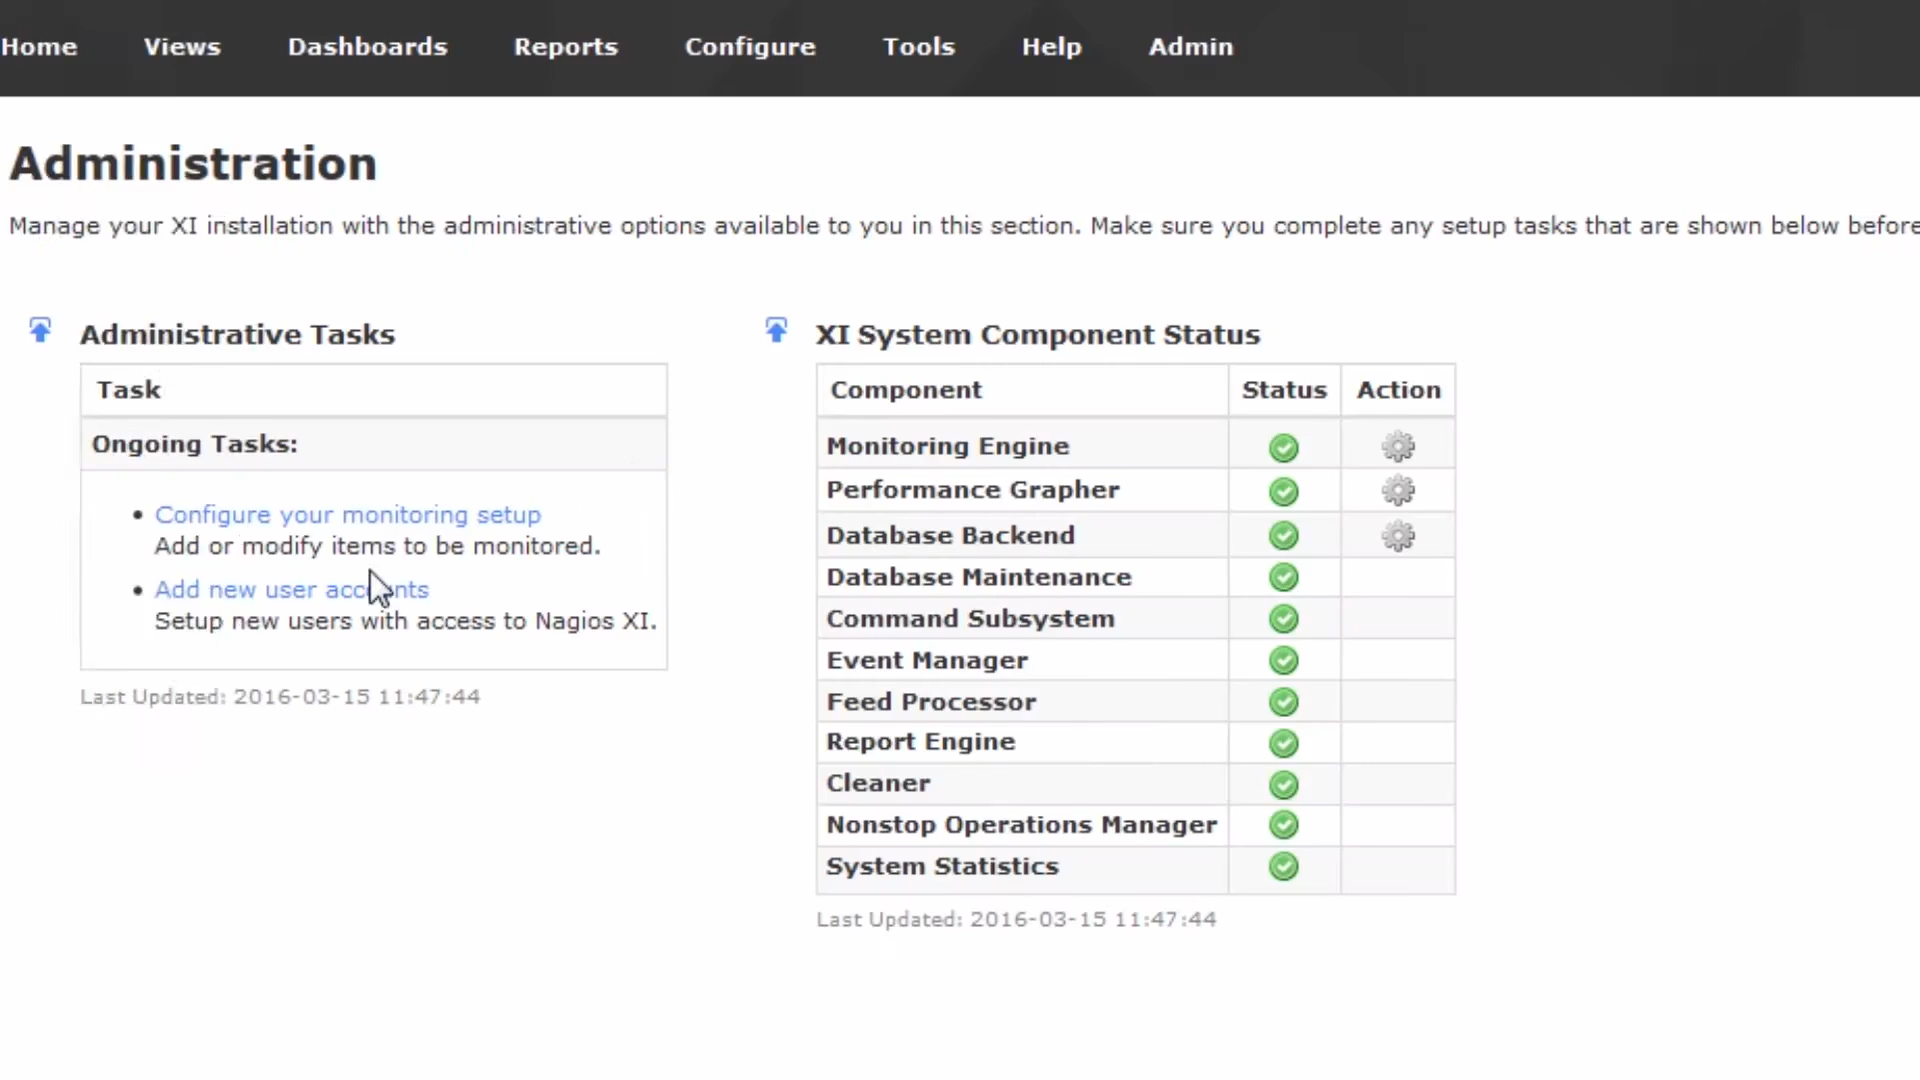 Home Views Dashboards Reports Configure Tools Help Admin
Administration
Manage your XI installation with the administrative options available to you in this section. Make sure you complete any setup tasks that are shown below before
Administrative Tasks
Task
Ongoing Tasks:
• Configure your monitoring setup
Add or modify items to be monitored.
• Add new user accounts
Setup new users with access to Nagios XI.
Last Updated: 2016-03-15 11:47:44
XI System Component Status
Component Status Action
Monitoring Engine
Performance Grapher
Database Backend
Database Maintenance
Command Subsystem
Event Manager
Feed Processor
Report Engine
Cleaner
Nonstop Operations Manager
System Statistics
Last Updated: 2016-03-15 11:47:44